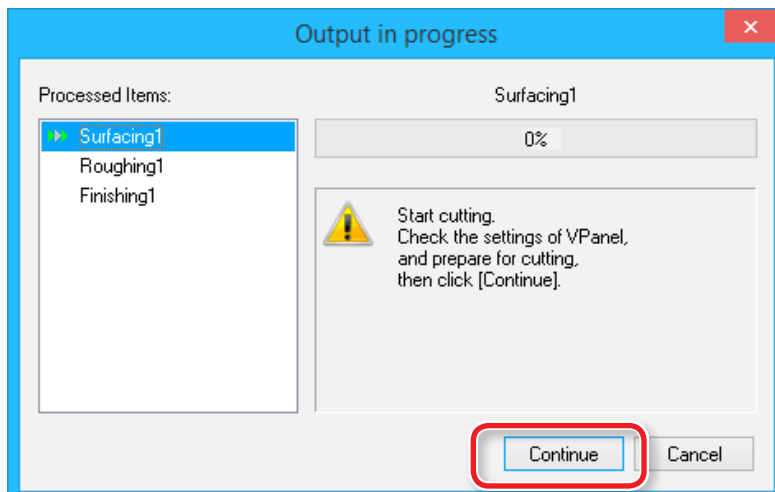 Output in progress
Processed Items:
Surfacing1
Roughing1
Finishing1
Surfacing1
0%
Start cutting.
Check the settings of VPanel,
and prepare for cutting,
then click [Continue].
Continue
Cancel